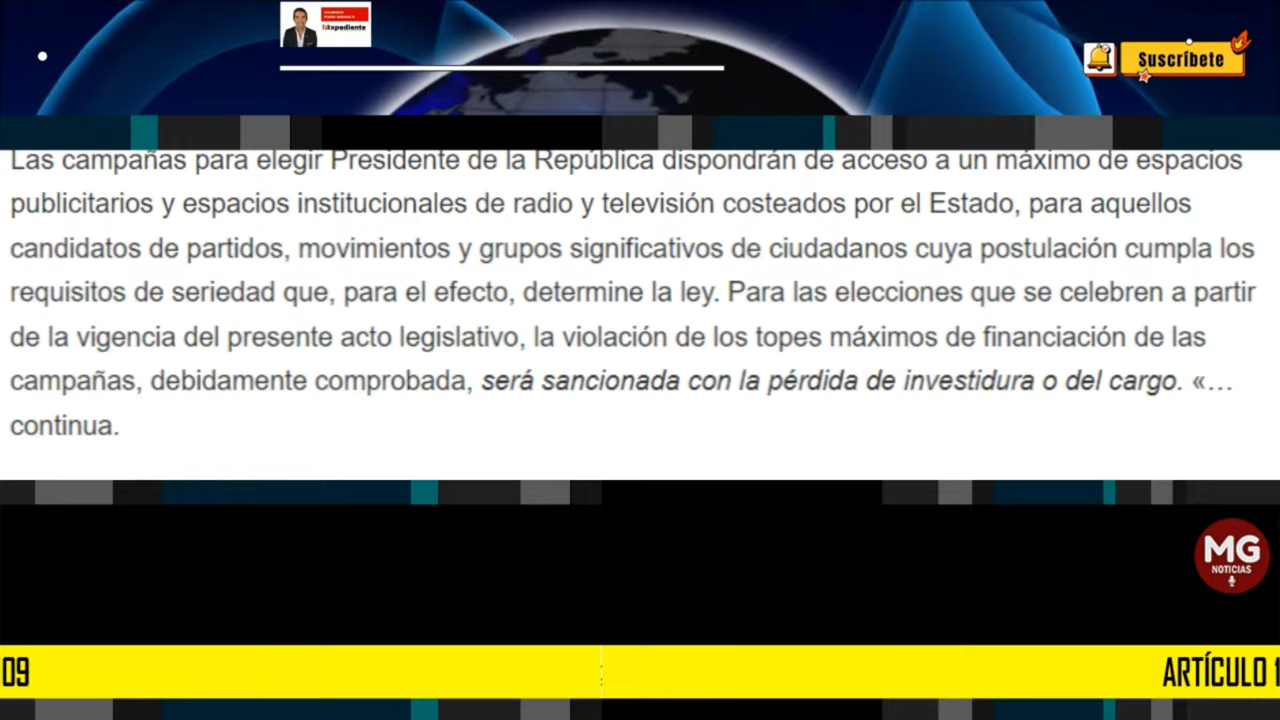 expediente
Suscríbete
Las campañas para elegir Presidente de la República dispondrán de acceso a un máximo de espacios
publicitarios y espacios institucionales de radio y televisión costeados por el Estado, para aquellos
candidatos de partidos, movimientos y grupos significativos de ciudadanos cuya postulación cumpla los
requisitos de seriedad que, para el efecto, determine la ley. Para las elecciones que se celebren a partir
de la vigencia del presente acto legislativo, la violación de los topes máximos de financiación de las
campañas, debidamente comprobada, será sancionada con la pérdida de investidura o del cargo. «…
continua.
MG
NOTICIAS
09
ARTÍCULO 1